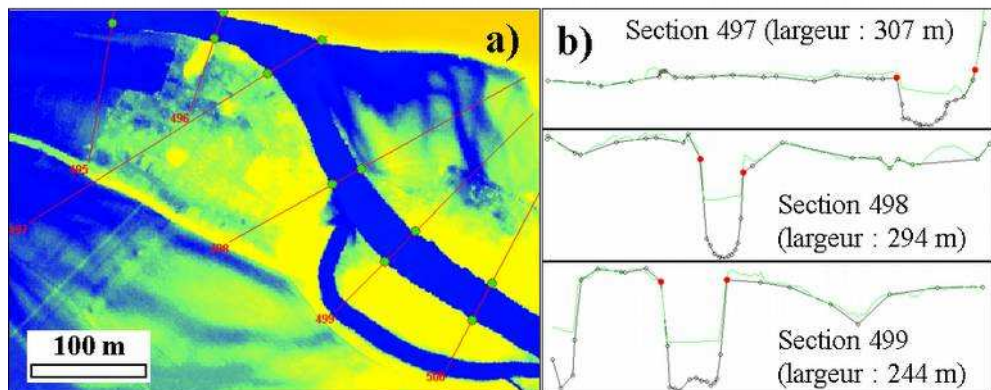 a)
b)
Section 497 (largeur : 307 m)
Section 498
(largeur : 294 m)
Section 499
(largeur : 244 m)
495
496
497
498
499
500
100 m